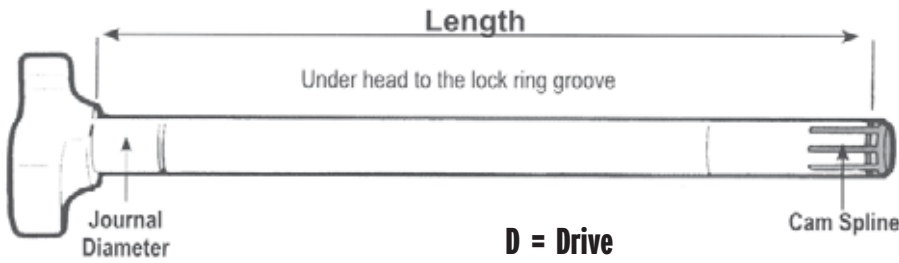 Length
Under head to the lock ring groove
Journal
Diameter
Cam Spline
D = Drive